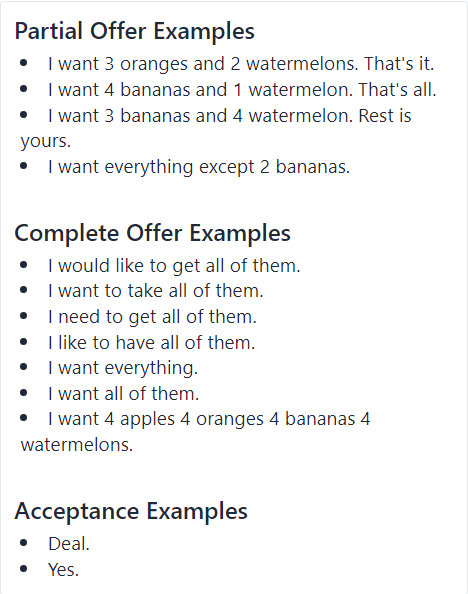 Partial Offer Examples
• I want 3 oranges and 2 watermelons. That's it.
• I want 4 bananas and 1 watermelon. That's all.
• I want 3 bananas and 4 watermelon. Rest is
yours.
• I want everything except 2 bananas.
Complete Offer Examples
• I would like to get all of them.
• I want to take all of them.
• I need to get all of them.
• I like to have all of them.
• I want everything.
• I want all of them.
• I want 4 apples 4 oranges 4 bananas 4
watermelons.
Acceptance Examples
• Deal.
• Yes.